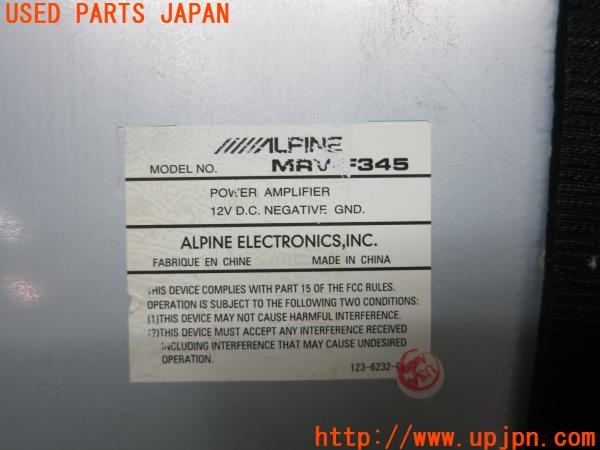 USED PARTS JAPAN
ALPINE
MODEL NO. MRV-F345
POWER AMPLIFIER
12V D.C. NEGATIVE GND.
ALPINE ELECTRONICS,INC.
FABRIQUE EN CHINE MADE IN CHINA
THIS DEVICE COMPLIES WITH PART 15 OF THE FCC RULES.
OPERATION IS SUBJECT TO THE FOLLOWING TWO CONDITIONS:
(1)THIS DEVICE MAY NOT CAUSE HARMFUL INTERFERENCE.
(2)THIS DEVICE MUST ACCEPT ANY INTERFERENCE RECEIVED
INCLUDING INTERFERENCE THAT MAY CAUSE UNDESIRED
OPERATION.
123-6232-
USA
http://www.upjpn.com/